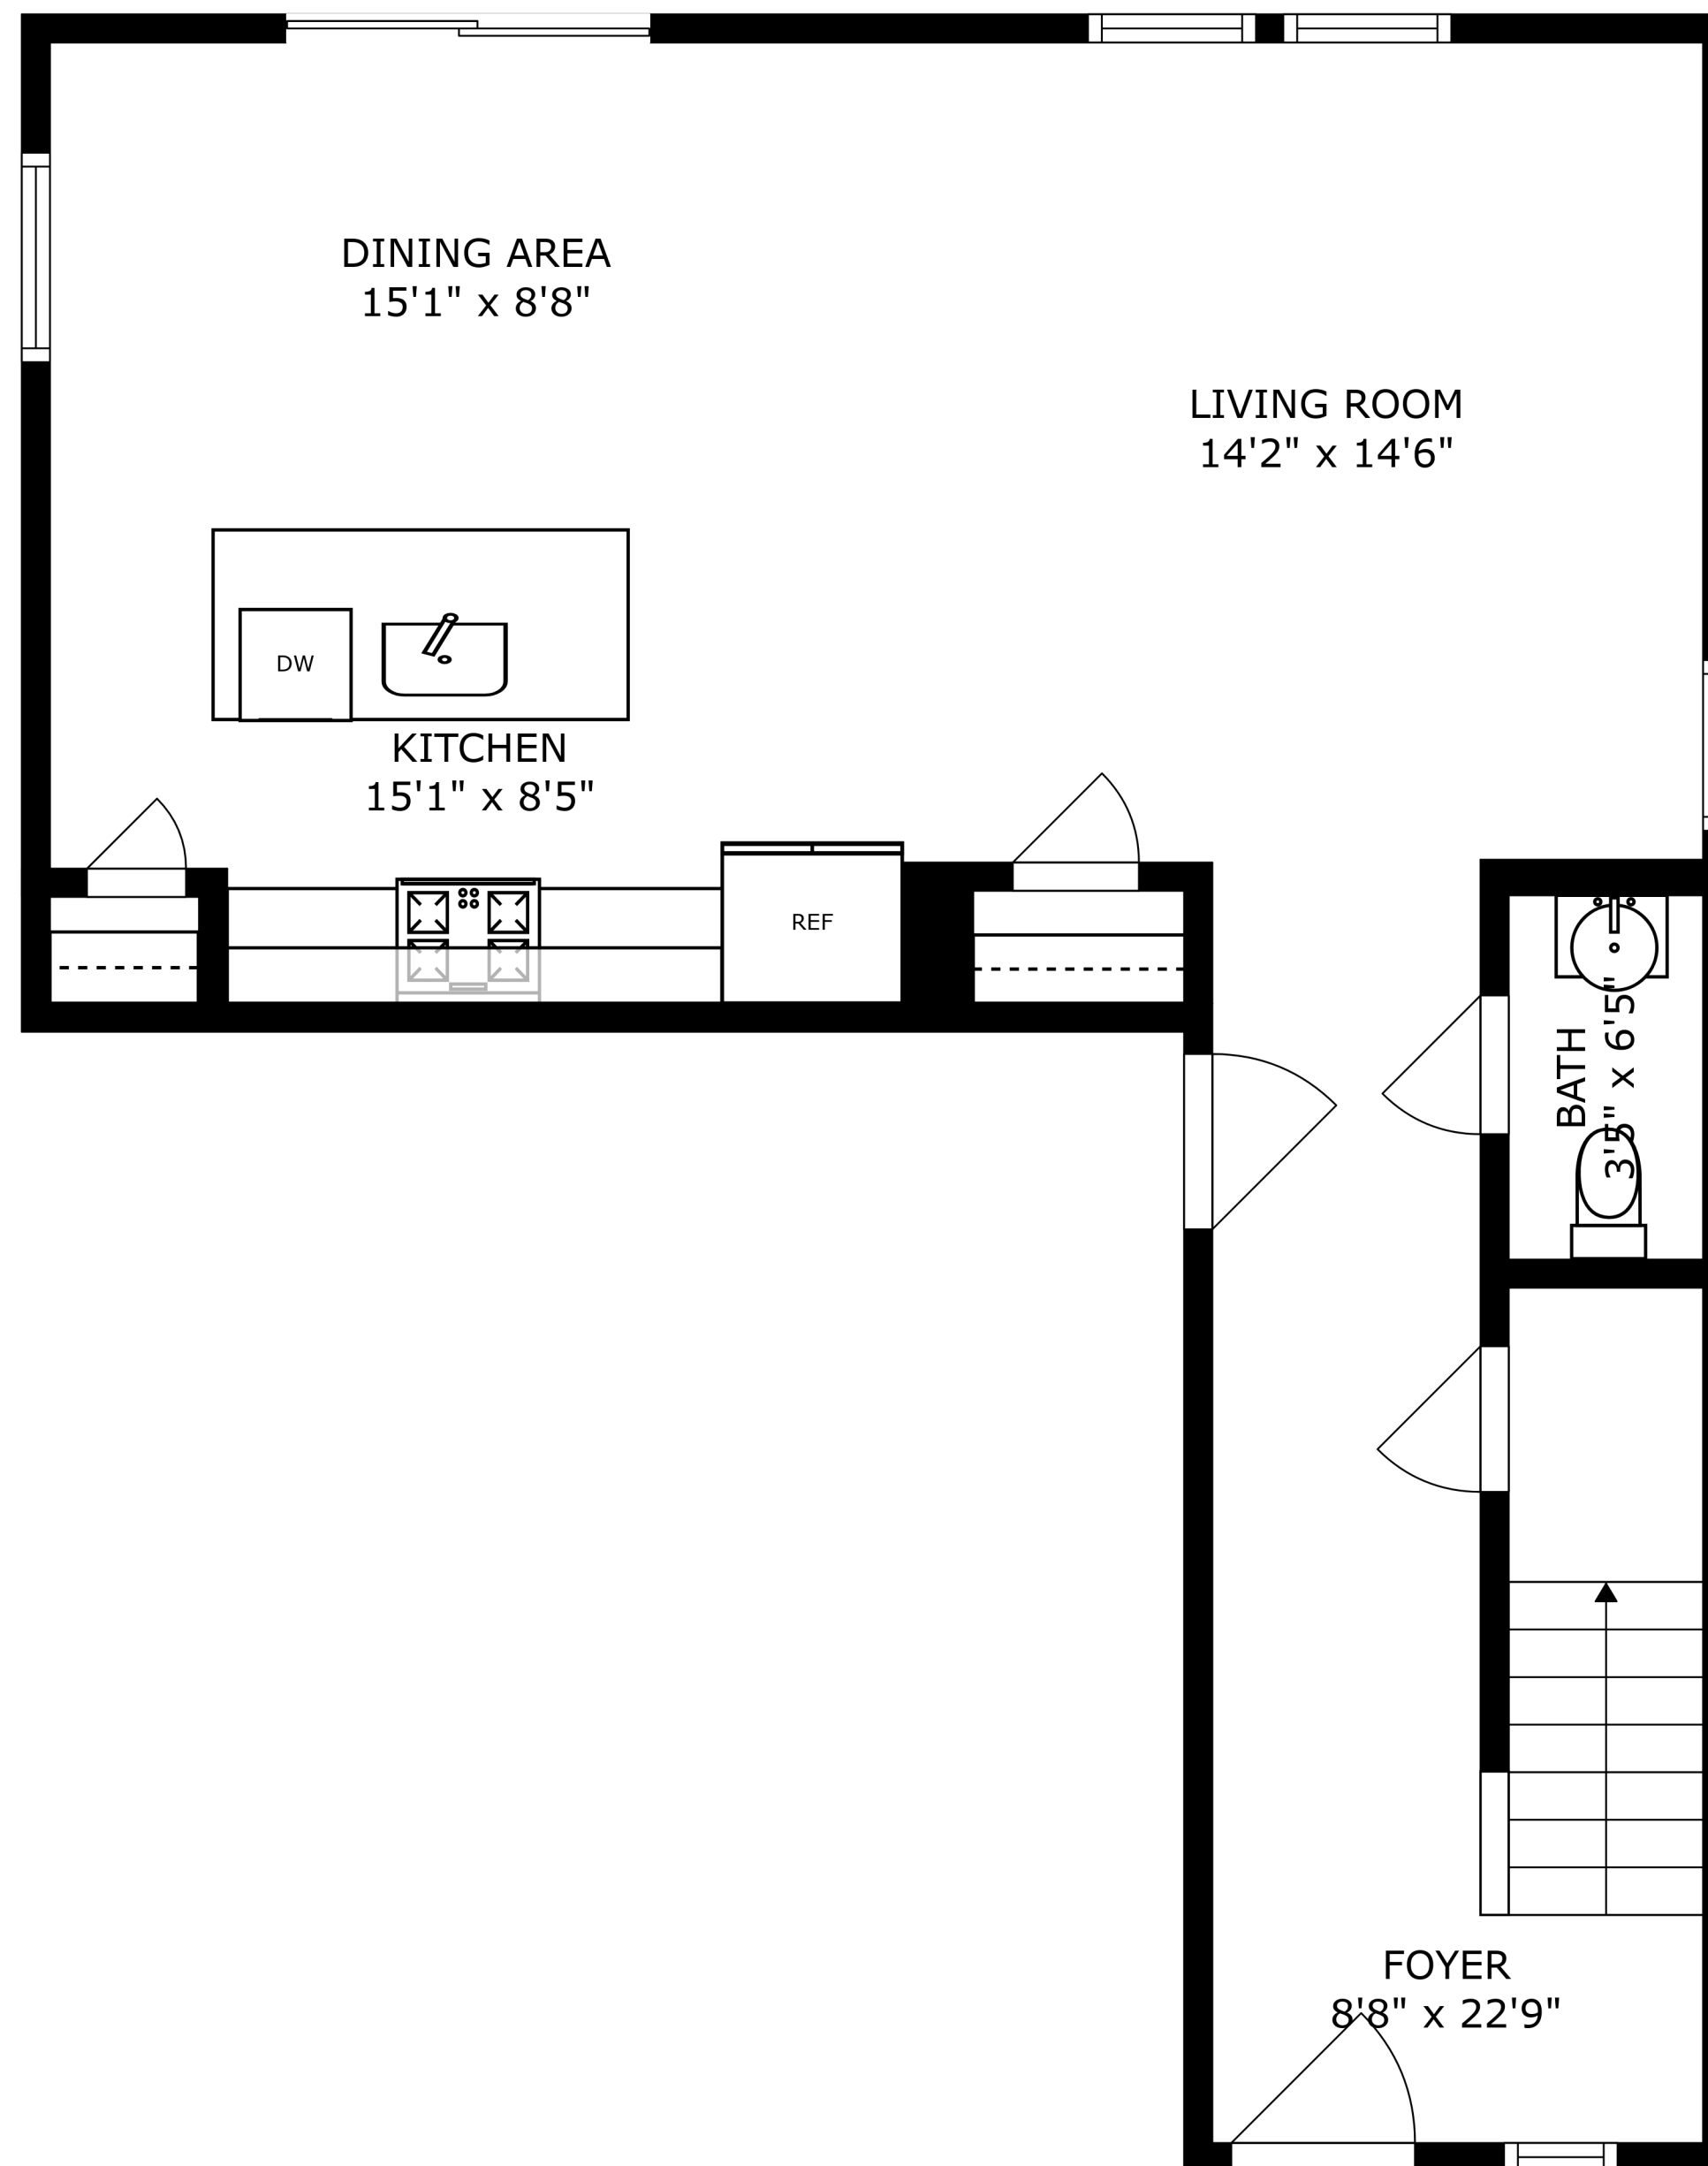 DINING AREA
15'1" x 8'8"
LIVING ROOM
14'2" x 14'6"
DW
KITCHEN
15'1" x 8'5"
REF
BATH
3'5" x 6'5"
FOYER
8'8" x 22'9"